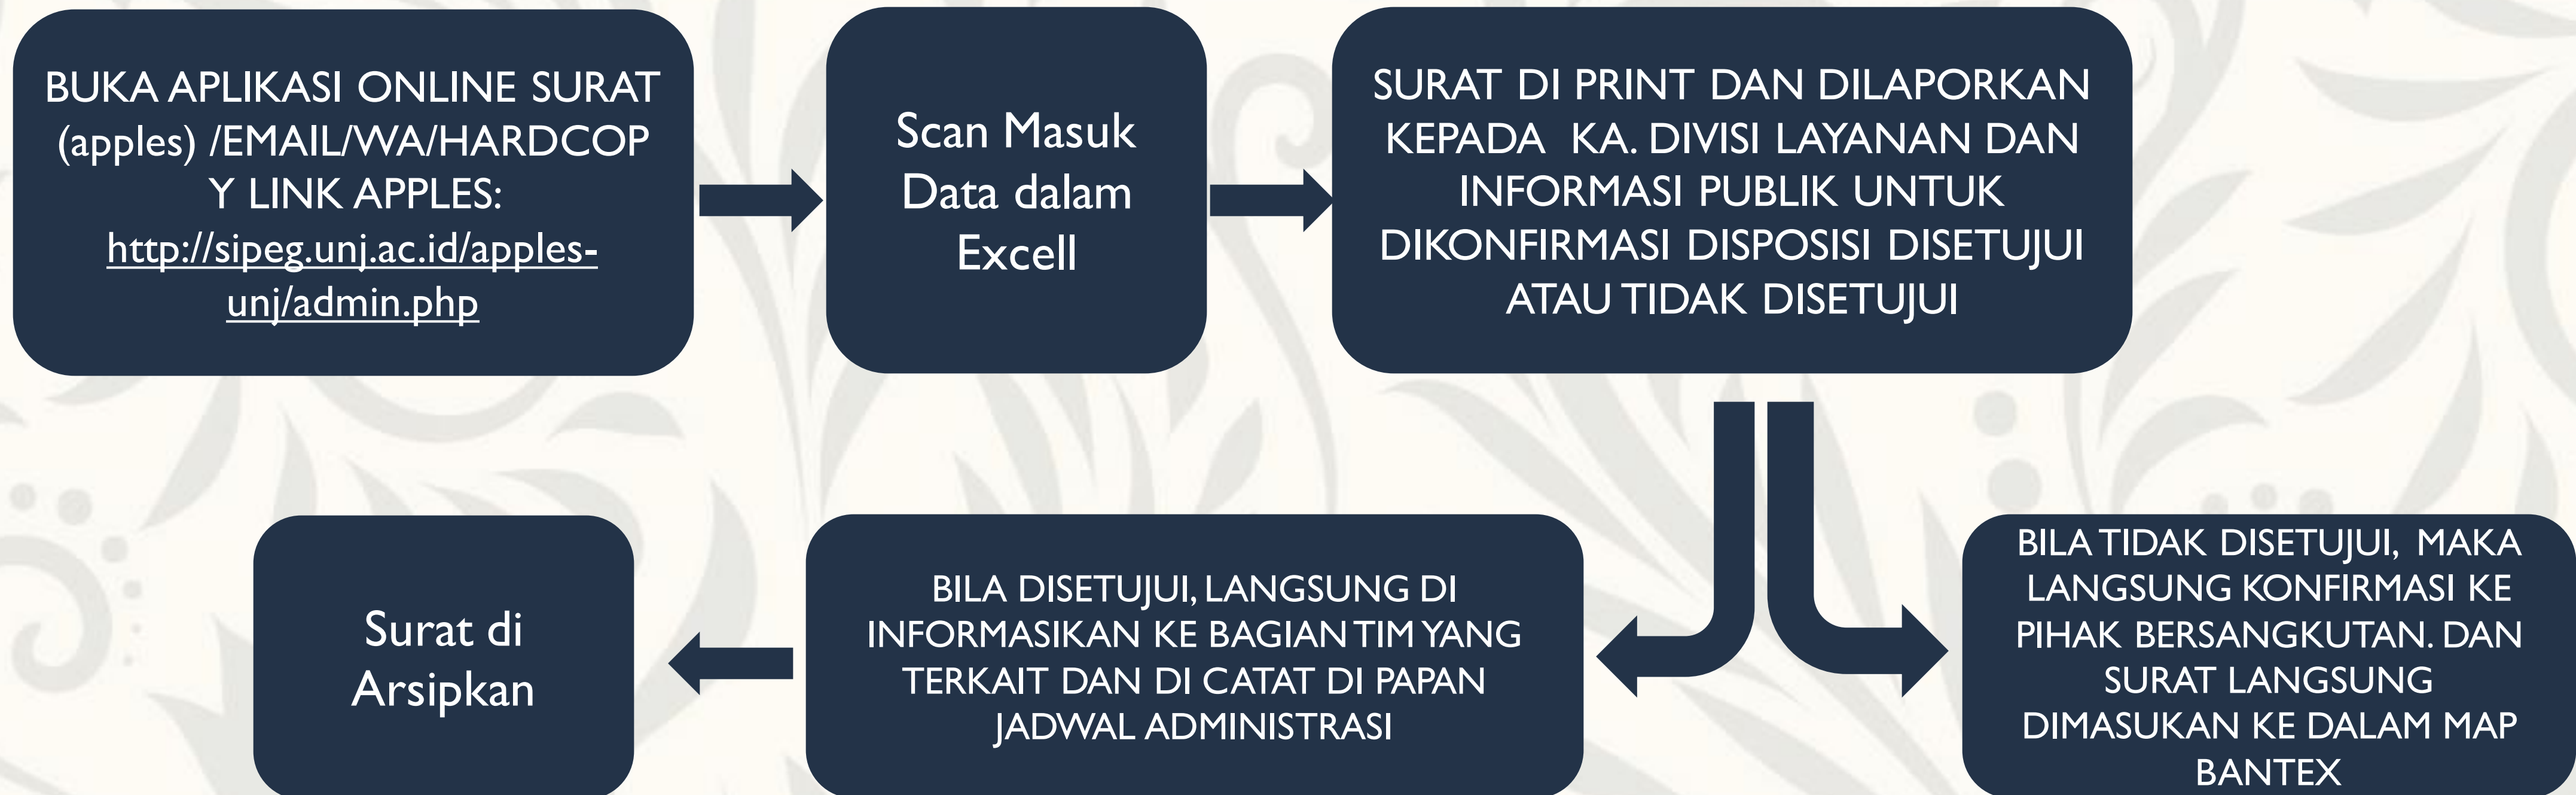 BUKA APLIKASI ONLINE SURAT
(apples) /EMAIL/WA/HARDCOP
Y LINK APPLES:
http://sipeg.unj.ac.id/apples-
unj/admin.php
Scan Masuk
Data dalam
Excell
SURAT DI PRINT DAN DILAPORKAN
KEPADA KA. DIVISI LAYANAN DAN
INFORMASI PUBLIK UNTUK
DIKONFIRMASI DISPOSISI DISETUJUI
ATAU TIDAK DISETUJUI
Surat di
Arsipkan
BILA DISETUJUI, LANGSUNG DI
INFORMASIKAN KE BAGIAN TIM YANG
TERKAIT DAN DI CATAT DI PAPAN
JADWAL ADMINISTRASI
BILA TIDAK DISETUJUI, MAKA
LANGSUNG KONFIRMASI KE
PIHAK BERSANGKUTAN. DAN
SURAT LANGSUNG
DIMASUKAN KE DALAM MAP
BANTEX